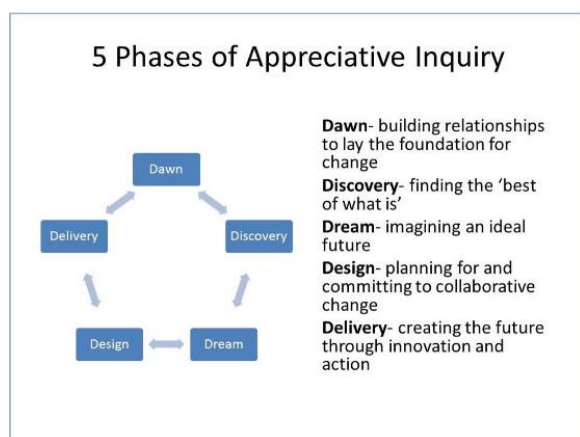 5 Phases of Appreciative Inquiry
Dawn
Delivery
Discovery
Design
Dream
Dawn- building relationships
to lay the foundation for
change
Discovery- finding the ‘best
of what is’
Dream- imagining an ideal
future
Design- planning for and
committing to collaborative
change
Delivery- creating the future
through innovation and
action